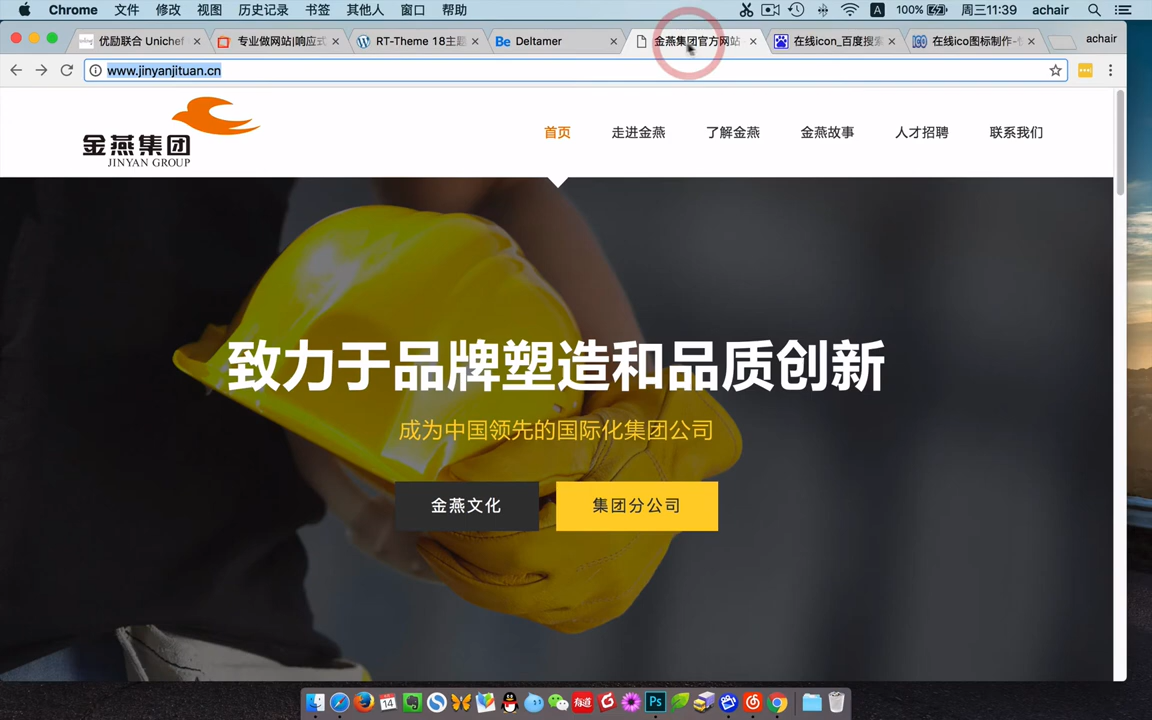 Chrome 文件 修改 视图 历史记录 书签 其他人 窗口 帮助 A 100% 周三11:39 achair
优励联合 Unichef 专业做网站|响应式 RT-Theme 18主题 Be Deltamer 金燕集团官方网站 在线icon_百度搜索 在线ico图标制作- achair
www.jinyanjituan.cn
金燕集团
JINYAN GROUP
首页 走进金燕 了解金燕 金燕故事 人才招聘 联系我们
致力于品牌塑造和品质创新
成为中国领先的国际化集团公司
金燕文化 集团分公司
14 有道 Ps